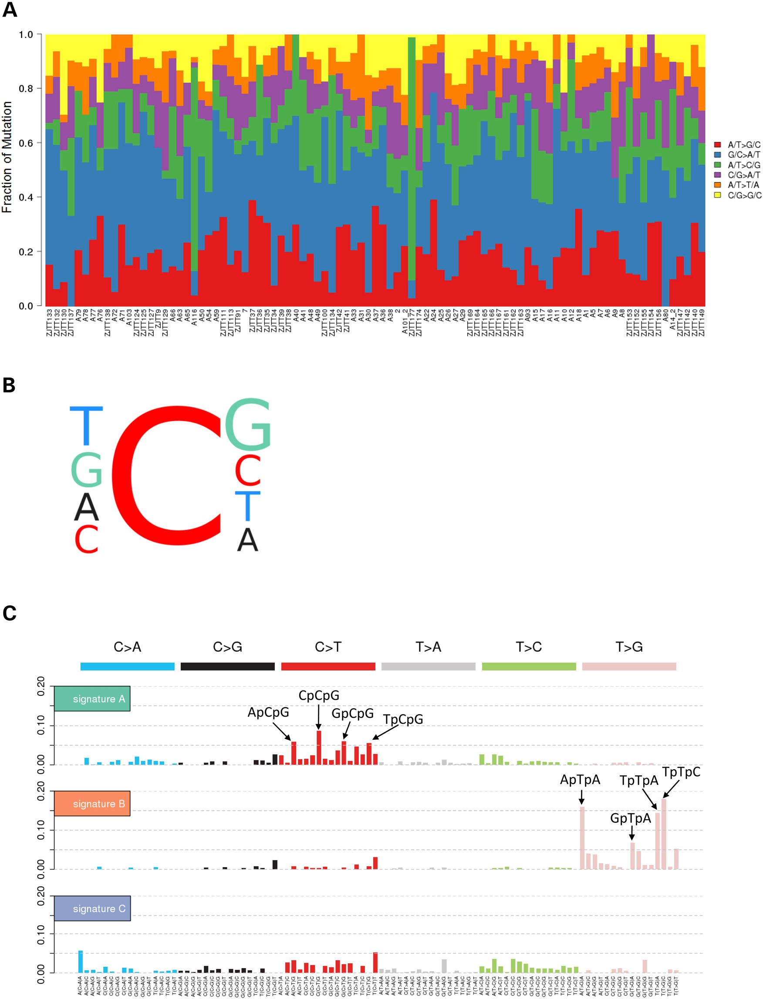 A
Fraction of Mutation
1.0
0.8
0.6
0.4
0.2
0.0
A/T>G/C
G/C>A/T
A/T>C/G
C/G>A/T
A/T>T/A
C/G>G/C
ZJTT133
ZJTT132
ZJTT130
ZJTT137
A79
A78
A77
A76
ZJTT138
A72
A71
A103
ZJTT124
ZJTT125
ZJTT127
ZJTT9
ZJTT129
A66
A63
A65
A116
A50
A54
A59
ZJTT111
ZJTT113
ZJTT91
7
ZJTT37
ZJTT36
ZJTT35
ZJTT34
ZJTT39
ZJTT38
A40
A41
A48
A49
ZJTT100
ZJTT134
ZJTT42
ZJTT41
A33
A31
A30
A37
A36
A38
2
A101_2
ZJTT177
ZJTT174
A22
A24
A25
A26
A27
A29
ZJTT169
ZJTT164
ZJTT165
ZJTT166
ZJTT167
ZJTT161
ZJTT162
ZJTT163
A93
A15
A17
A16
A11
A10
A12
A18
A1
A5
A7
A6
A9
A8
ZJTT153
ZJTT152
ZJTT155
ZJTT154
ZJTT156
A80
A14_2
ZJTT147
ZJTT142
ZJTT140
ZJTT149
B
T
G
A
C
C
G
C
T
A
C
C>A
C>G
C>T
T>A
T>C
T>G
0.20
0.10
0.00
signature A
ApCpG
CpCpG
GpCpG
TpCpG
0.20
0.10
0.00
signature B
ApTpA
GpTpA
TpTpA
TpTpC
0.20
0.10
0.00
signature C
A(C>A)A
A(C>A)C
A(C>A)G
A(C>A)T
C(C>A)A
C(C>A)C
C(C>A)G
C(C>A)T
G(C>A)A
G(C>A)C
G(C>A)G
G(C>A)T
T(C>A)A
T(C>A)C
T(C>A)G
T(C>A)T
A(C>G)A
A(C>G)C
A(C>G)G
A(C>G)T
C(C>G)A
C(C>G)C
C(C>G)G
C(C>G)T
G(C>G)A
G(C>G)C
G(C>G)G
G(C>G)T
T(C>G)A
T(C>G)C
T(C>G)G
T(C>G)T
A(C>T)A
A(C>T)C
A(C>T)G
A(C>T)T
C(C>T)A
C(C>T)C
C(C>T)G
C(C>T)T
G(C>T)A
G(C>T)C
G(C>T)G
G(C>T)T
T(C>T)A
T(C>T)C
T(C>T)G
T(C>T)T
A(T>A)A
A(T>A)C
A(T>A)G
A(T>A)T
C(T>A)A
C(T>A)C
C(T>A)G
C(T>A)T
G(T>A)A
G(T>A)C
G(T>A)G
G(T>A)T
T(T>A)A
T(T>A)C
T(T>A)G
T(T>A)T
A(T>C)A
A(T>C)C
A(T>C)G
A(T>C)T
C(T>C)A
C(T>C)C
C(T>C)G
C(T>C)T
G(T>C)A
G(T>C)C
G(T>C)G
G(T>C)T
T(T>C)A
T(T>C)C
T(T>C)G
T(T>C)T
A(T>G)A
A(T>G)C
A(T>G)G
A(T>G)T
C(T>G)A
C(T>G)C
C(T>G)G
C(T>G)T
G(T>G)A
G(T>G)C
G(T>G)G
G(T>G)T
T(T>G)A
T(T>G)C
T(T>G)G
T(T>G)T